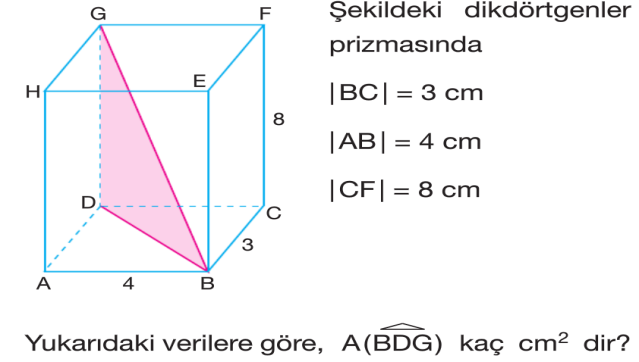 G F
Şekildeki dikdörtgenler
prizmasında
H E
|BC| = 3 cm
8
|AB| = 4 cm
|CF| = 8 cm
D C
3
A 4 B
Yukarıdaki verilere göre, A(BDG) kaç cm² dir?